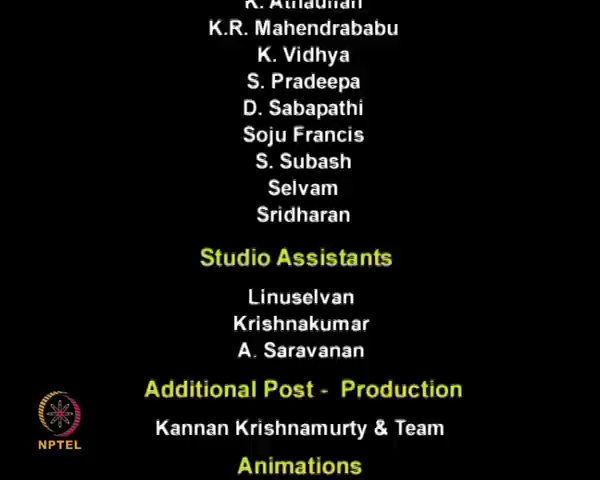 K.R. Mahendrababu
K. Vidhya
S. Pradeepa
D. Sabapathi
Soju Francis
S. Subash
Selvam
Sridharan
Studio Assistants
Linuselvan
Krishnakumar
A. Saravanan
Additional Post - Production
Kannan Krishnamurty & Team
NPTEL
Animations